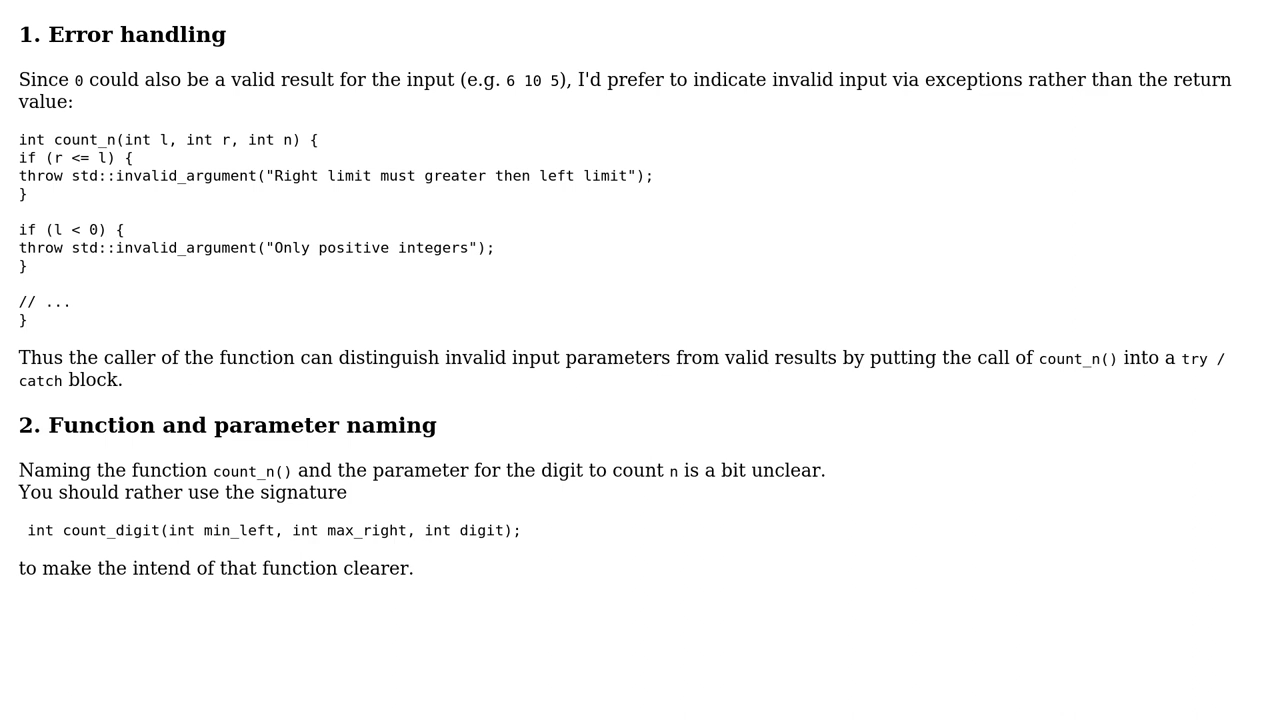 1. Error handling
Since 0 could also be a valid result for the input (e.g. 6 10 5), I'd prefer to indicate invalid input via exceptions rather than the return
value:
int count_n(int l, int r, int n) {
if (r <= l) {
throw std::invalid_argument("Right limit must greater then left limit");
}
if (l < 0) {
throw std::invalid_argument("Only positive integers");
}
// ...
}
Thus the caller of the function can distinguish invalid input parameters from valid results by putting the call of count_n() into a try /
catch block.
2. Function and parameter naming
Naming the function count_n() and the parameter for the digit to count n is a bit unclear.
You should rather use the signature
int count_digit(int min_left, int max_right, int digit);
to make the intend of that function clearer.